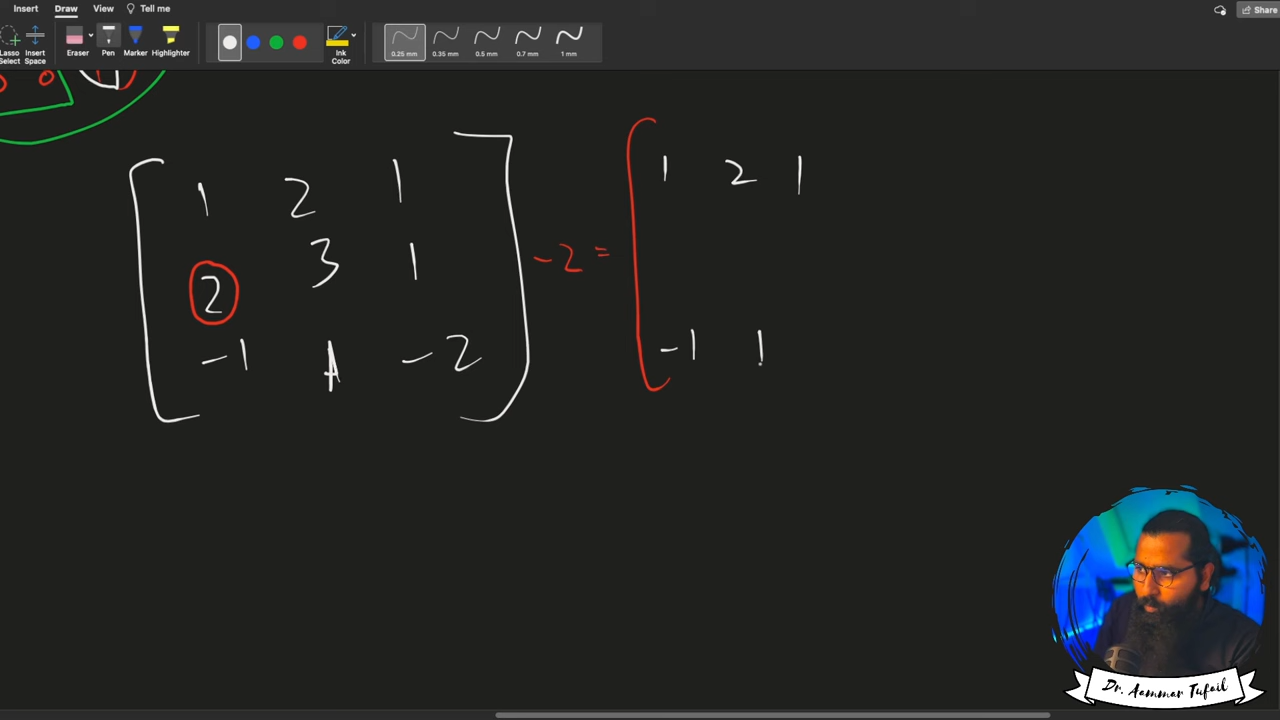 Insert Draw View Tell me
Share
Lasso Select
Insert Space
Eraser
Pen
Marker
Highlighter
Ink Color
0.25 mm 0.35 mm 0.5 mm 0.7 mm 1 mm
1 2 1
2 3 1
-1 1 -2
-2 =
1 2 1
-1 1
Dr. Aammar Tufail